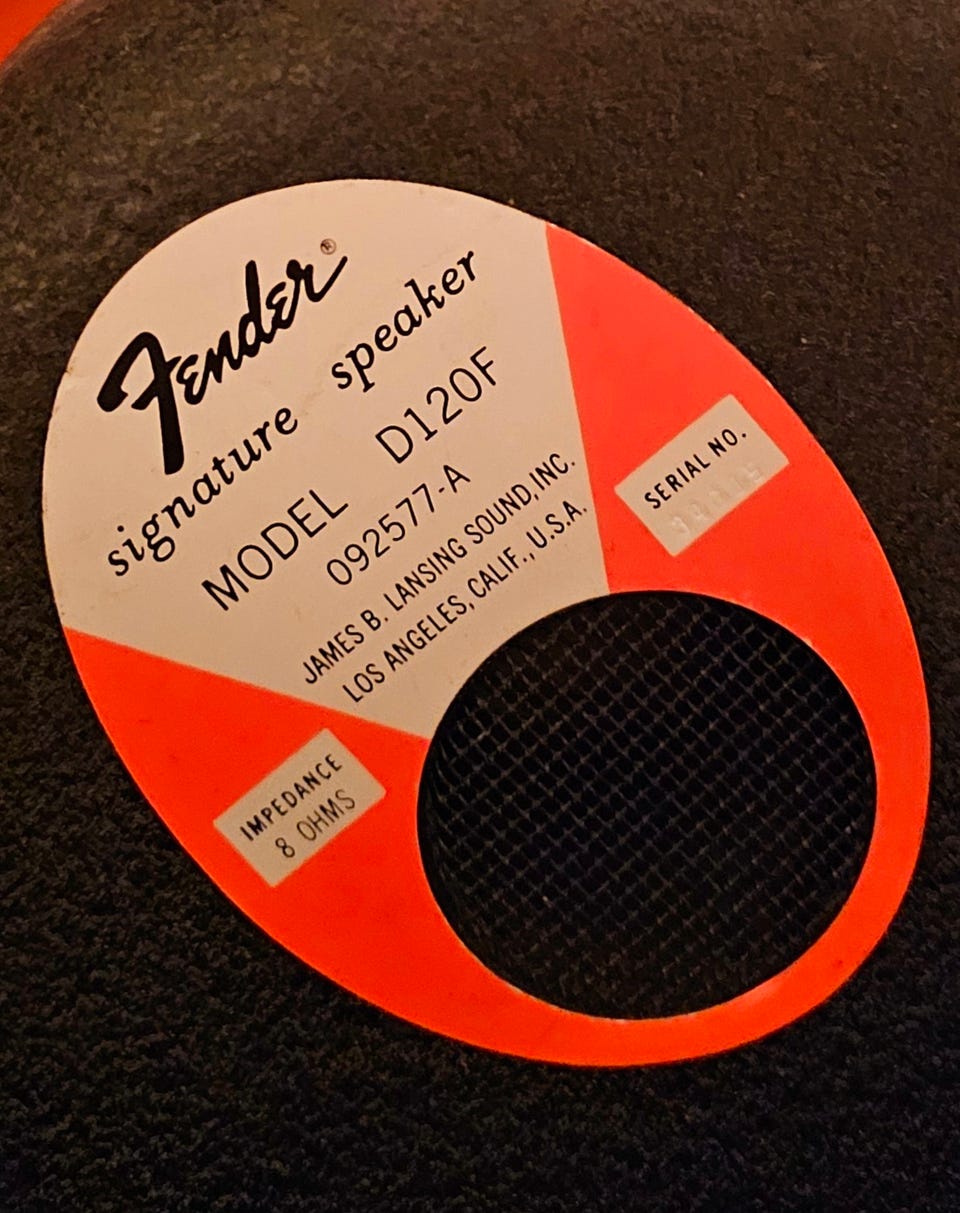 Fender®
signature speaker
MODEL D120F
092577-A
JAMES B. LANSING SOUND, INC.
LOS ANGELES, CALIF., U.S.A.
SERIAL NO.
IMPEDANCE
8 OHMS